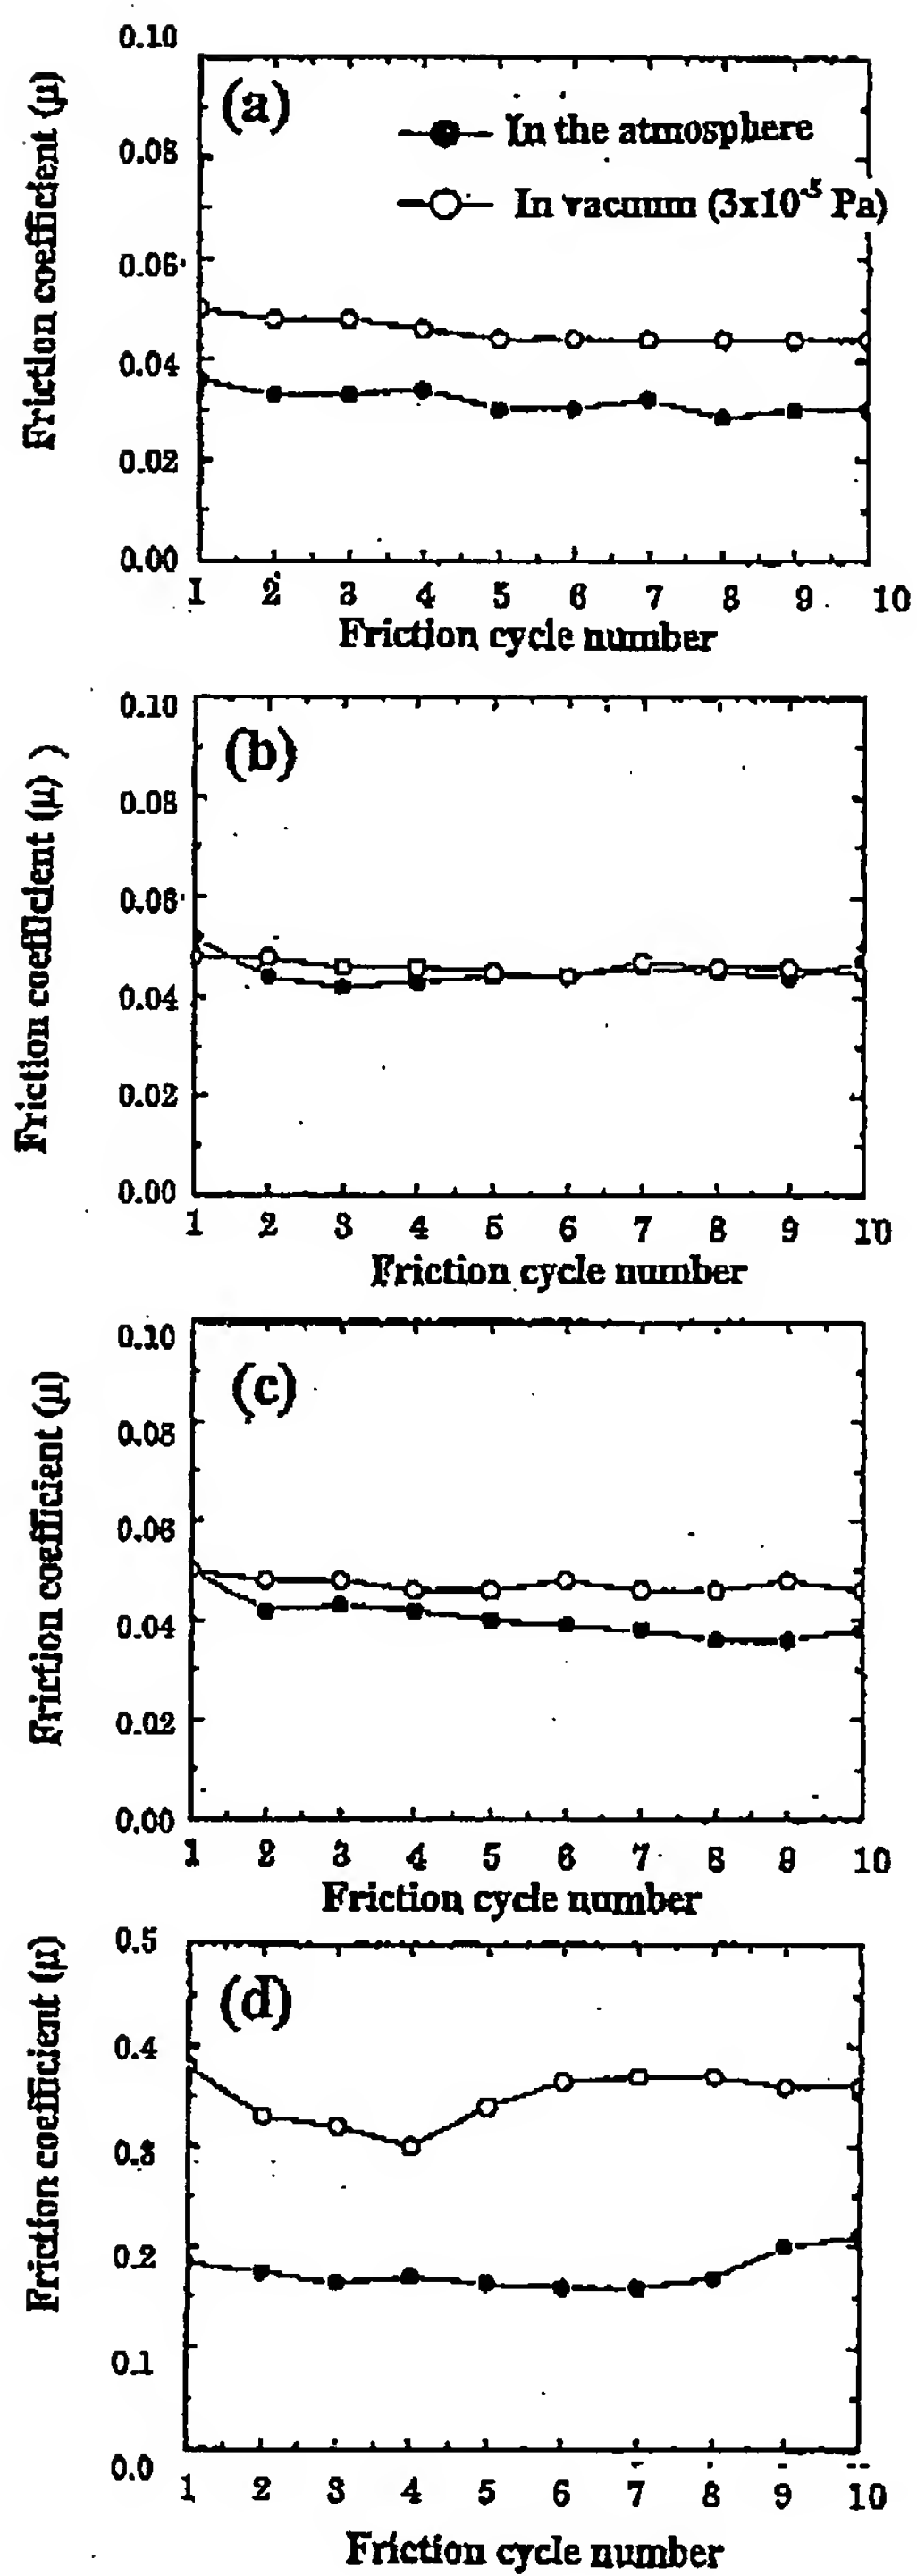 0.10
(a)
In the atmosphere
In vacuum (3x10⁻⁵ Pa)
0.08
0.06
0.04
0.02
0.00
Friction coefficient (μ)
1 2 3 4 5 6 7 8 9 10
Friction cycle number
0.10
(b)
0.08
0.06
0.04
0.02
0.00
Friction coefficient (μ) )
1 2 3 4 5 6 7 8 9 10
Friction cycle number
0.10
(c)
0.08
0.06
0.04
0.02
0.00
Friction coefficient (μ)
1 2 3 4 5 6 7 8 9 10
Friction cycle number
0.5
(d)
0.4
0.3
0.2
0.1
0.0
Friction coefficient (μ)
1 2 3 4 5 6 7 8 9 10
Friction cycle number